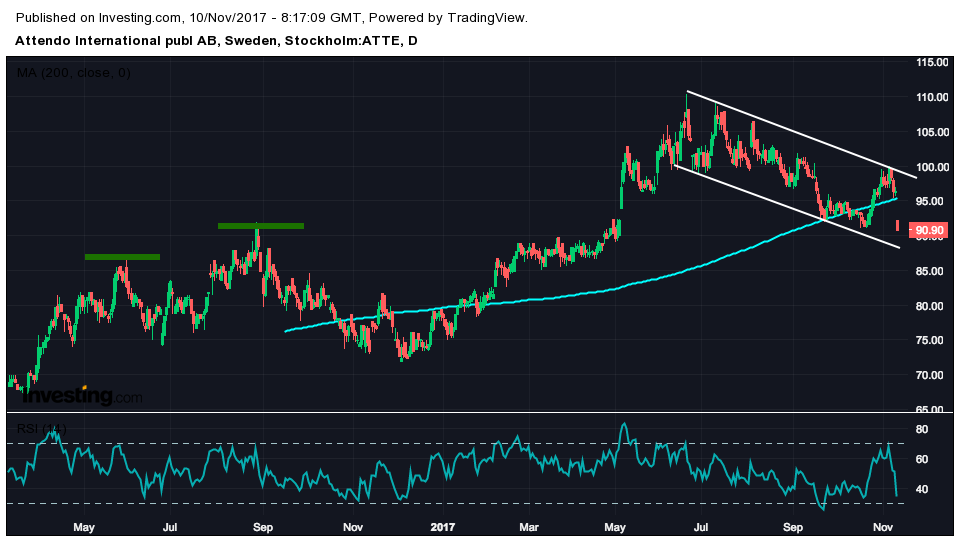 Published on Investing.com, 10/Nov/2017 - 8:17:09 GMT, Powered by TradingView.
Attendo International publ AB, Sweden, Stockholm:ATTE, D
MA (200, close, 0)
115.00
110.00
105.00
100.00
95.00
90.90
90.00
85.00
80.00
75.00
70.00
65.00
Investing.com
RSI (14)
80
60
40
May Jul Sep Nov 2017 Mar May Jul Sep Nov